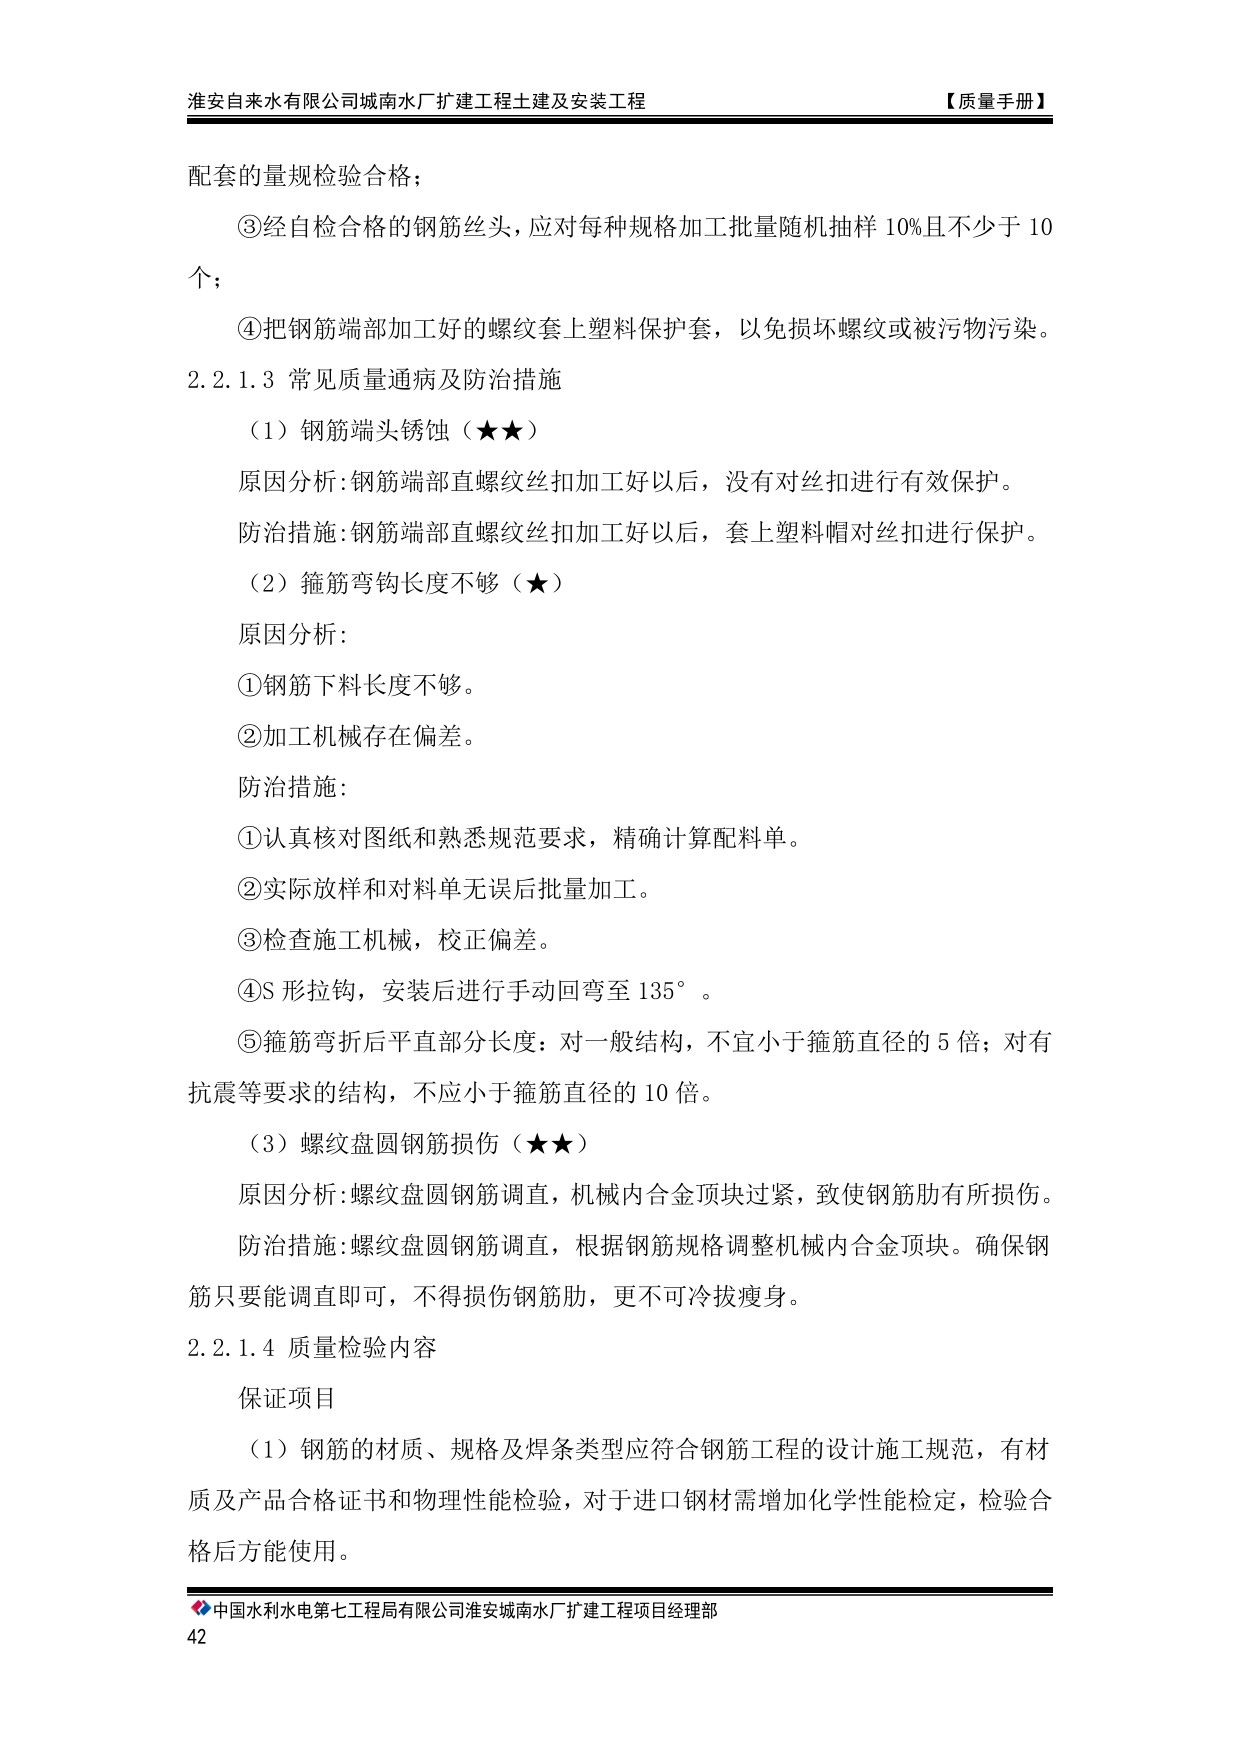 淮安自来水有限公司城南水厂扩建工程土建及安装工程 【质量手册】
配套的量规检验合格；
③经自检合格的钢筋丝头，应对每种规格加工批量随机抽样 10%且不少于 10
个；
④把钢筋端部加工好的螺纹套上塑料保护套，以免损坏螺纹或被污物污染。
2.2.1.3 常见质量通病及防治措施
（1）钢筋端头锈蚀（★★）
原因分析:钢筋端部直螺纹丝扣加工好以后，没有对丝扣进行有效保护。
防治措施:钢筋端部直螺纹丝扣加工好以后，套上塑料帽对丝扣进行保护。
（2）箍筋弯钩长度不够（★）
原因分析:
①钢筋下料长度不够。
②加工机械存在偏差。
防治措施:
①认真核对图纸和熟悉规范要求，精确计算配料单。
②实际放样和对料单无误后批量加工。
③检查施工机械，校正偏差。
④S 形拉钩，安装后进行手动回弯至 135°。
⑤箍筋弯折后平直部分长度：对一般结构，不宜小于箍筋直径的 5 倍；对有
抗震等要求的结构，不应小于箍筋直径的 10 倍。
（3）螺纹盘圆钢筋损伤（★★）
原因分析:螺纹盘圆钢筋调直，机械内合金顶块过紧，致使钢筋肋有所损伤。
防治措施:螺纹盘圆钢筋调直，根据钢筋规格调整机械内合金顶块。确保钢
筋只要能调直即可，不得损伤钢筋肋，更不可冷拔瘦身。
2.2.1.4 质量检验内容
保证项目
（1）钢筋的材质、规格及焊条类型应符合钢筋工程的设计施工规范，有材
质及产品合格证书和物理性能检验，对于进口钢材需增加化学性能检定，检验合
格后方能使用。
中国水利水电第七工程局有限公司淮安城南水厂扩建工程项目经理部
42